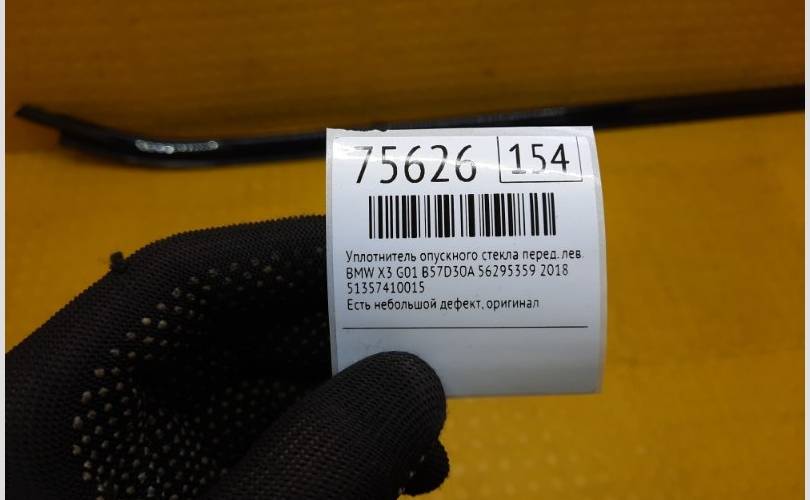 75626 154
Уплотнитель опускного стекла перед. лев.
BMW X3 G01 B57D30A 56295359 2018
51357410015
Есть небольшой дефект, оригинал